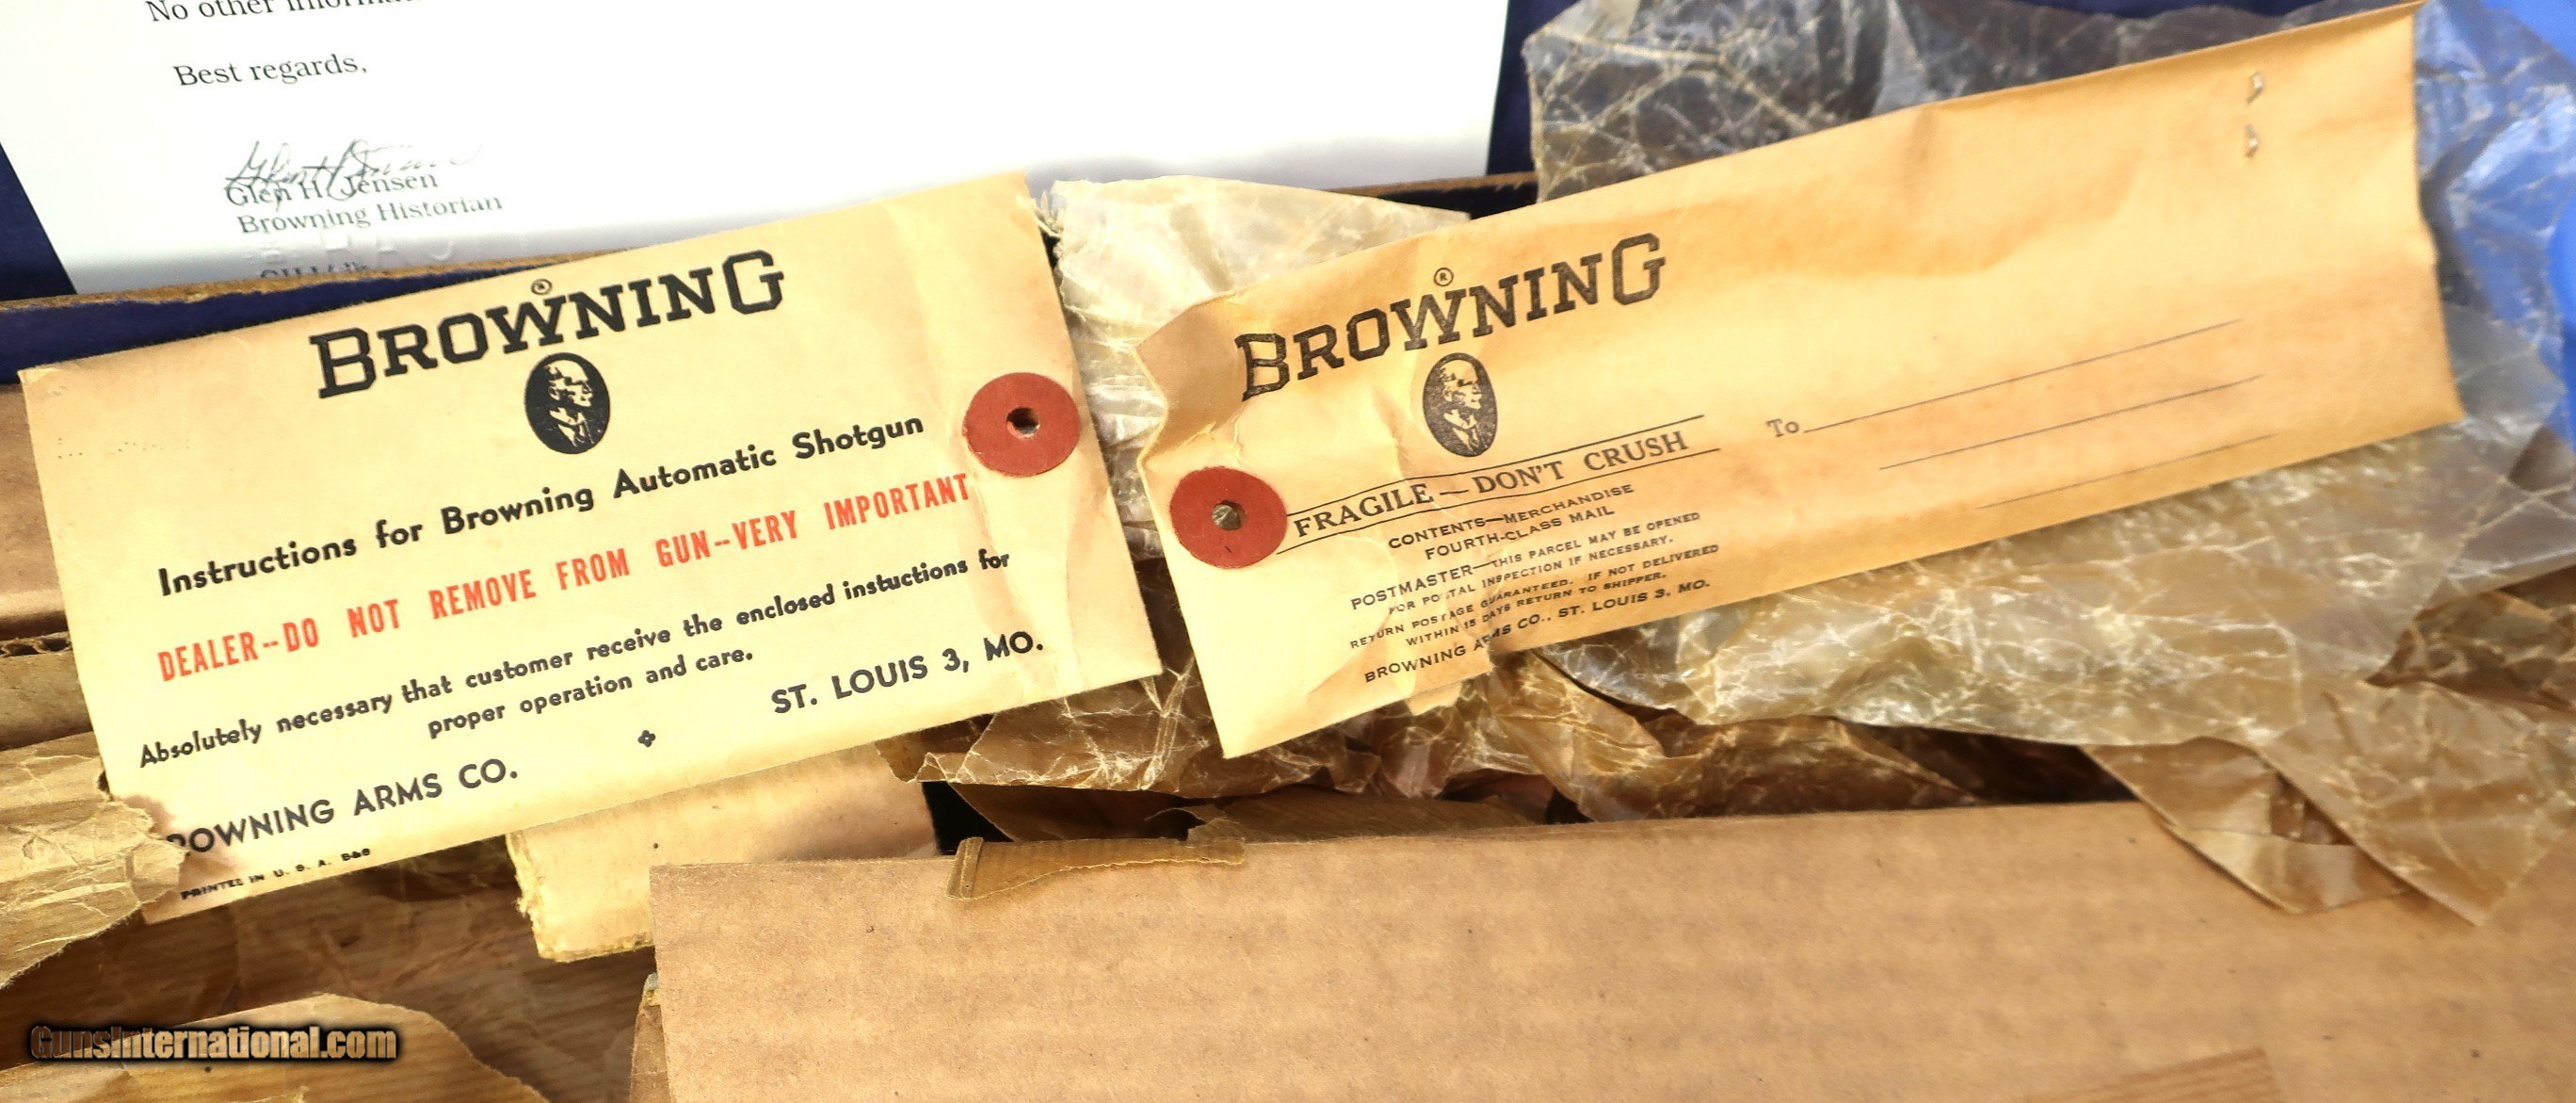 No other
Best regards,
Glen H. Jensen
Browning Historian
BROWNING
®
Instructions for Browning Automatic Shotgun
DEALER--DO NOT REMOVE FROM GUN--VERY IMPORTANT
Absolutely necessary that customer receive the enclosed instuctions for
proper operation and care.
ROWNING ARMS CO. ST. LOUIS 3, MO.
PRINTED IN U. S. A.
BROWNING
®
FRAGILE — DON'T CRUSH
CONTENTS—MERCHANDISE
FOURTH-CLASS MAIL
POSTMASTER—THIS PARCEL MAY BE OPENED
FOR POSTAL INSPECTION IF NECESSARY.
RETURN POSTAGE GUARANTEED. IF NOT DELIVERED
WITHIN 15 DAYS RETURN TO SHIPPER.
BROWNING ARMS CO., ST. LOUIS 3, MO.
To
GunsInternational.com